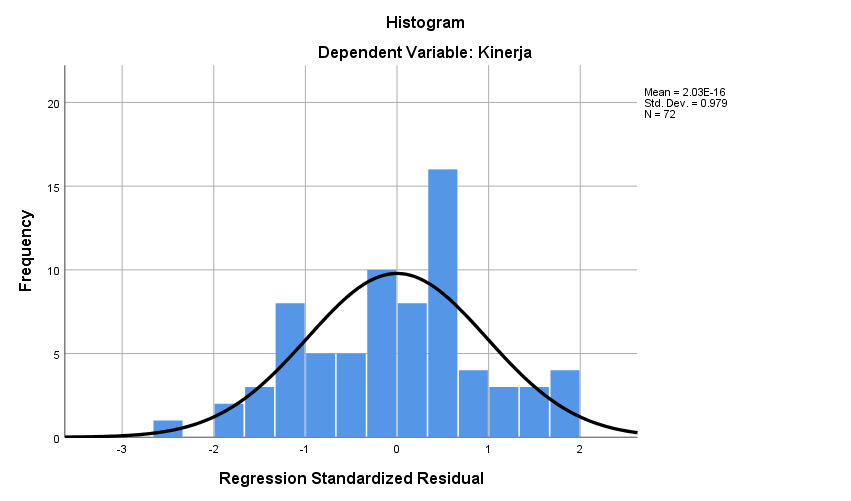 Histogram
Dependent Variable: Kinerja
Mean = 2.03E-16
Std. Dev. = 0.979
N = 72
Frequency
20
15
10
5
0
-3 -2 -1 0 1 2
Regression Standardized Residual